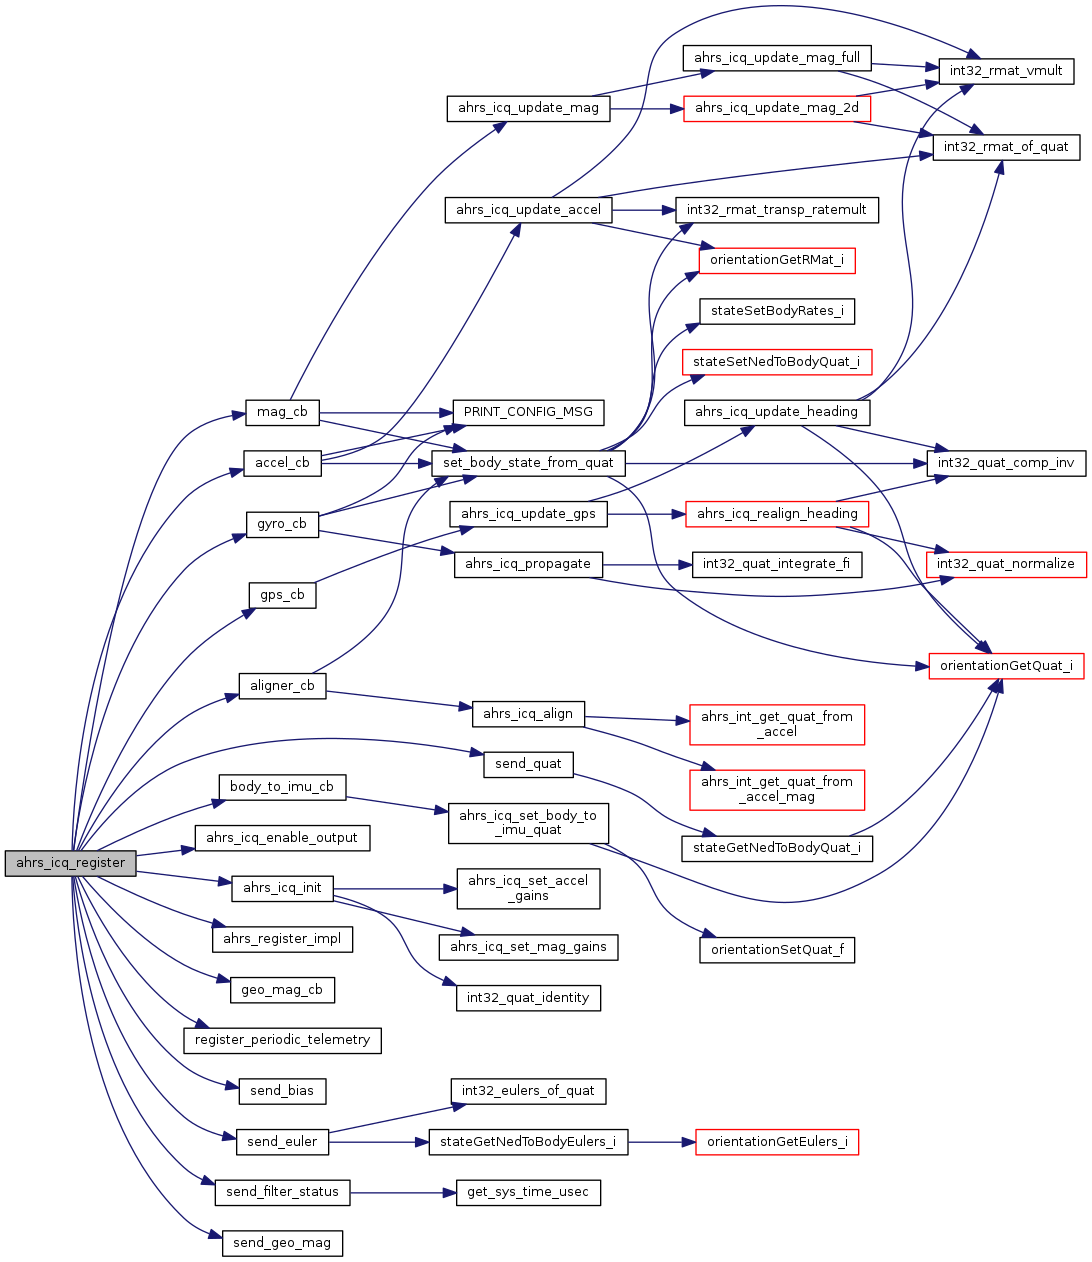 ahrs_icq_update_mag_full
int32_rmat_vmult
ahrs_icq_update_mag
ahrs_icq_update_mag_2d
int32_rmat_of_quat
ahrs_icq_update_accel
int32_rmat_transp_ratemult
orientationGetRMat_i
stateSetBodyRates_i
stateSetNedToBodyQuat_i
mag_cb
PRINT_CONFIG_MSG
ahrs_icq_update_heading
accel_cb
set_body_state_from_quat
int32_quat_comp_inv
gyro_cb
ahrs_icq_update_gps
ahrs_icq_realign_heading
ahrs_icq_propagate
int32_quat_integrate_fi
int32_quat_normalize
gps_cb
orientationGetQuat_i
aligner_cb
ahrs_icq_align
ahrs_int_get_quat_from
_accel
send_quat
body_to_imu_cb
ahrs_int_get_quat_from
_accel_mag
ahrs_icq_set_body_to
_imu_quat
ahrs_icq_enable_output
stateGetNedToBodyQuat_i
ahrs_icq_register
ahrs_icq_init
ahrs_icq_set_accel
_gains
ahrs_register_impl
ahrs_icq_set_mag_gains
orientationSetQuat_f
geo_mag_cb
int32_quat_identity
register_periodic_telemetry
send_bias
int32_eulers_of_quat
send_euler
stateGetNedToBodyEulers_i
orientationGetEulers_i
send_filter_status
get_sys_time_usec
send_geo_mag